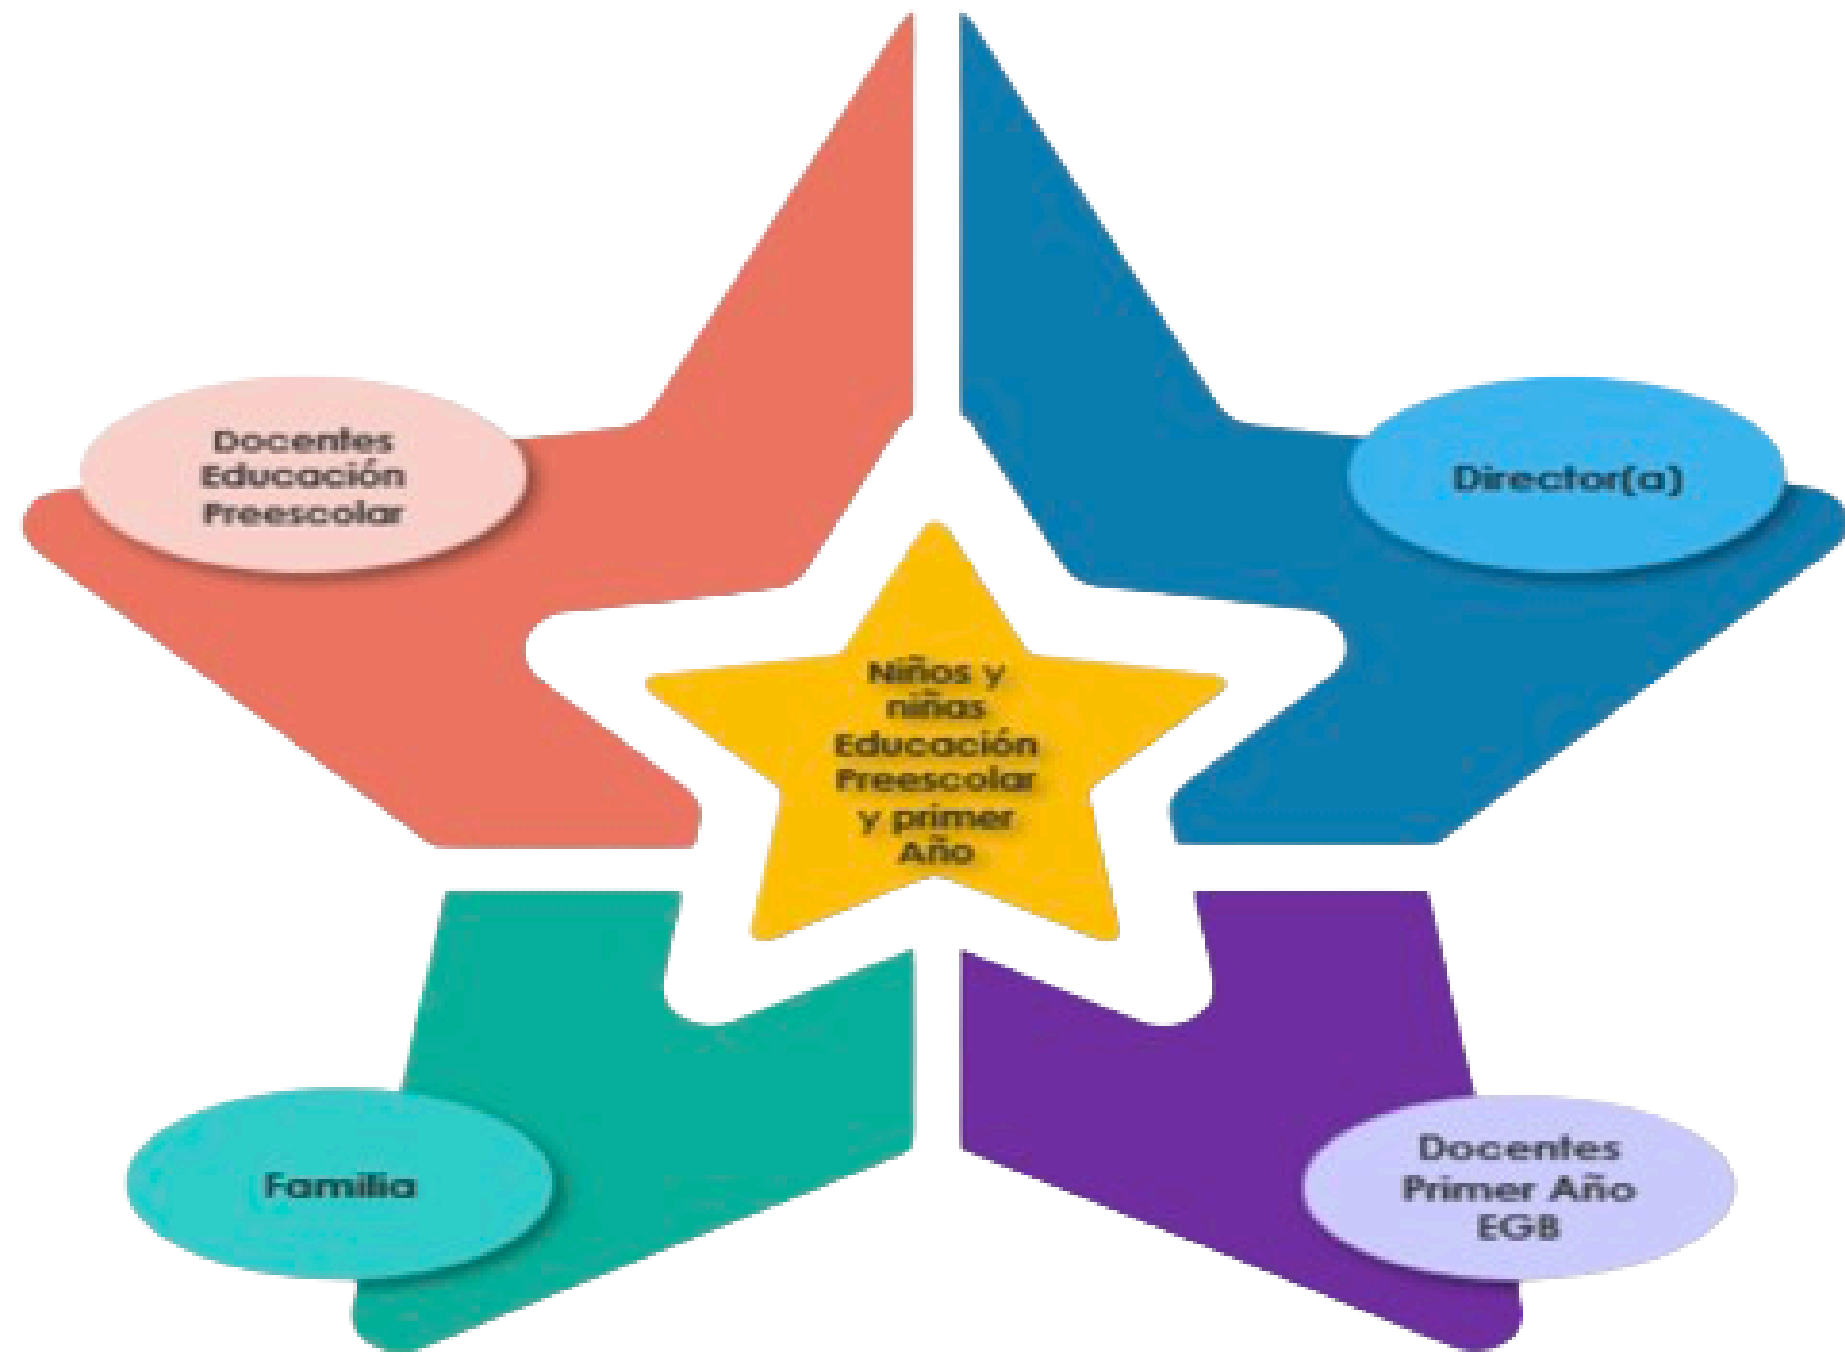 Docentes
Educación
Preescolar
Director(a)
Niños y
niñas
Educación
Preescolar
y primer
Año
Familia
Docentes
Primer Año
EGB